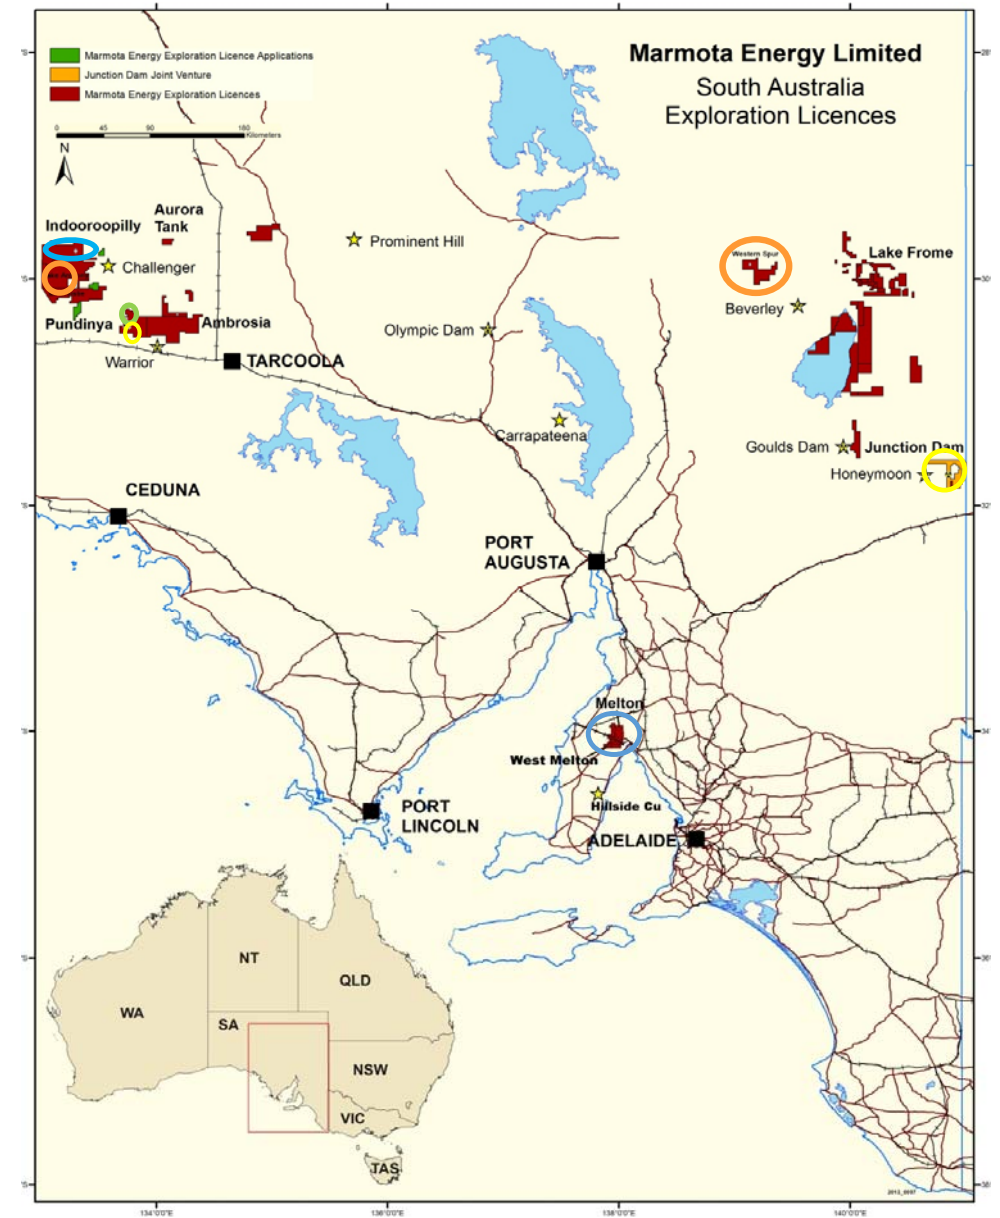 Marmota Energy Limited
South Australia
Exploration Licences
Marmota Energy Exploration Licence Applications
Junction Dam Joint Venture
Marmota Energy Exploration Licences
0 45 90 180
Kilometers
N
Indooroopilly
Aurora
Tank
Prominent Hill
Challenger
Western Spur
Lake Frome
Beverley
Pundinya
Ambrosia
Olympic Dam
Warrior
TARCOOLA
Carrapateena
Goulds Dam
Junction Dam
Honeymoon
CEDUNA
PORT
AUGUSTA
Melton
West Melton
Hillside Cu
PORT
LINCOLN
ADELAIDE
NT
QLD
WA
SA
NSW
VIC
TAS
134°0'0"E
136°0'0"E
138°0'0"E
140°0'0"E